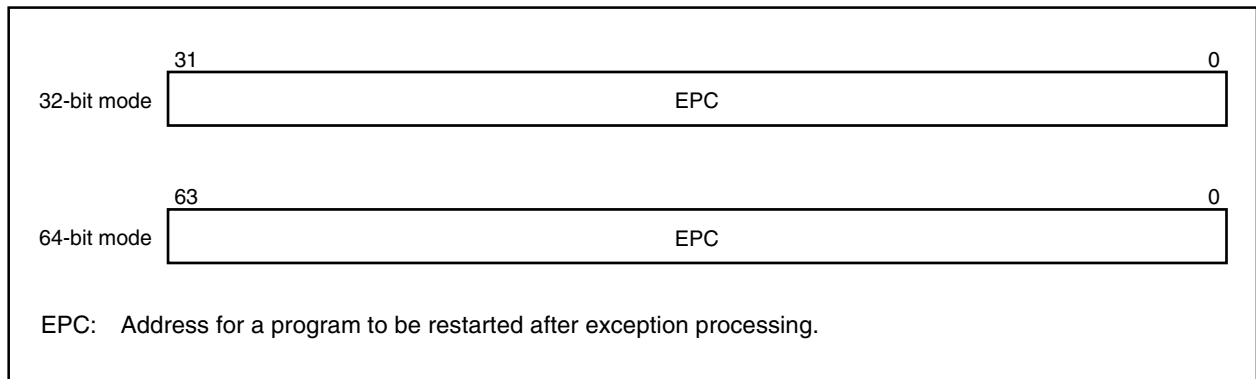 31 0
32-bit mode EPC
63 0
64-bit mode EPC
EPC: Address for a program to be restarted after exception processing.